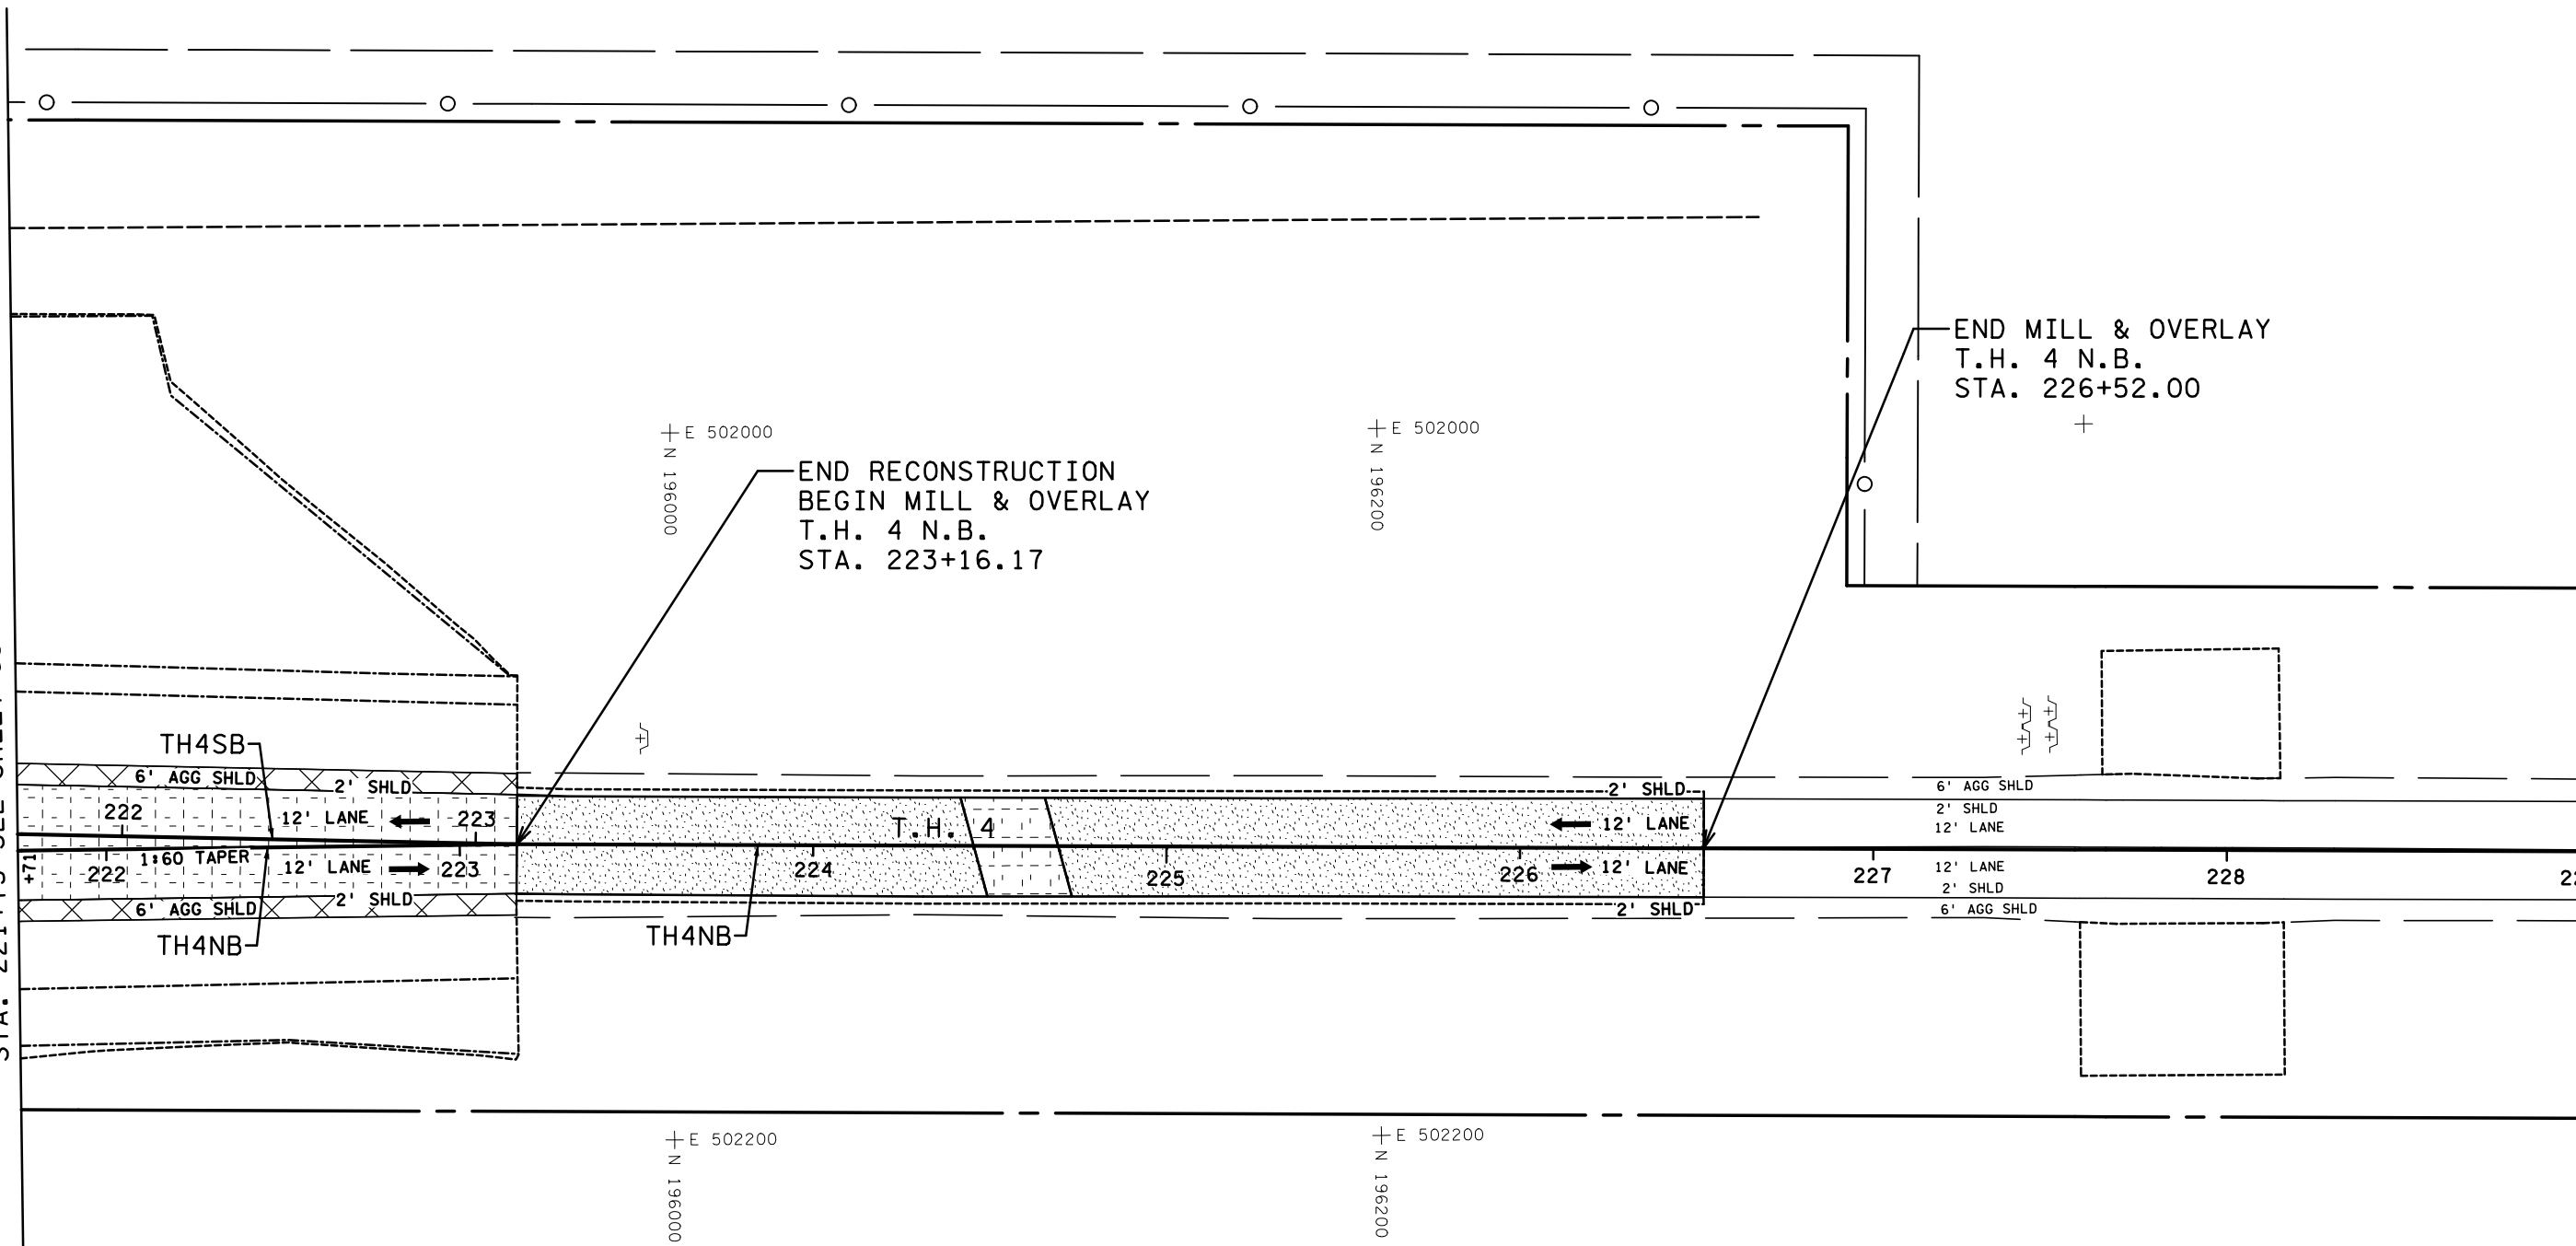 END MILL & OVERLAY
T.H. 4 N.B.
STA. 226+52.00
E 502000
N 196000
E 502000
N 196200
END RECONSTRUCTION
BEGIN MILL & OVERLAY
T.H. 4 N.B.
STA. 223+16.17
TH4SB
6' AGG SHLD
2' SHLD
222
12' LANE
223
T.H. 4
2' SHLD
12' LANE
6' AGG SHLD
2' SHLD
12' LANE
+71
222
1:60 TAPER
12' LANE
223
224
225
226
12' LANE
227
12' LANE
2' SHLD
6' AGG SHLD
228
6' AGG SHLD
2' SHLD
2' SHLD
TH4NB
TH4NB
E 502200
N 196000
E 502200
N 196200